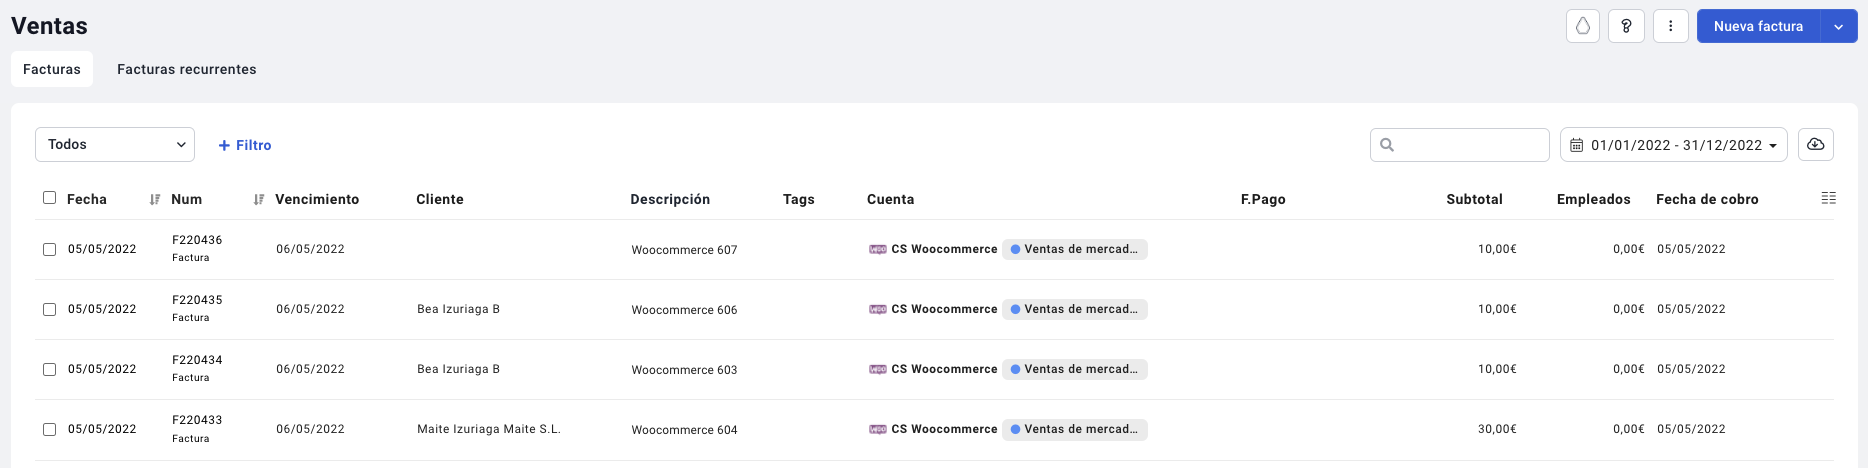 Ventas
Nueva factura
Facturas Facturas recurrentes
Todos + Filtro 01/01/2022 - 31/12/2022
Fecha Num Vencimiento Cliente Descripción Tags Cuenta F.Pago Subtotal Empleados Fecha de cobro
05/05/2022 F220436 Factura 06/05/2022 Woocommerce 607 WOO CS Woocommerce Ventas de mercad... 10,00€ 0,00€ 05/05/2022
05/05/2022 F220435 Factura 06/05/2022 Bea Izuriaga B Woocommerce 606 WOO CS Woocommerce Ventas de mercad... 10,00€ 0,00€ 05/05/2022
05/05/2022 F220434 Factura 06/05/2022 Bea Izuriaga B Woocommerce 603 WOO CS Woocommerce Ventas de mercad... 10,00€ 0,00€ 05/05/2022
05/05/2022 F220433 Factura 06/05/2022 Maite Izuriaga Maite S.L. Woocommerce 604 WOO CS Woocommerce Ventas de mercad... 30,00€ 0,00€ 05/05/2022